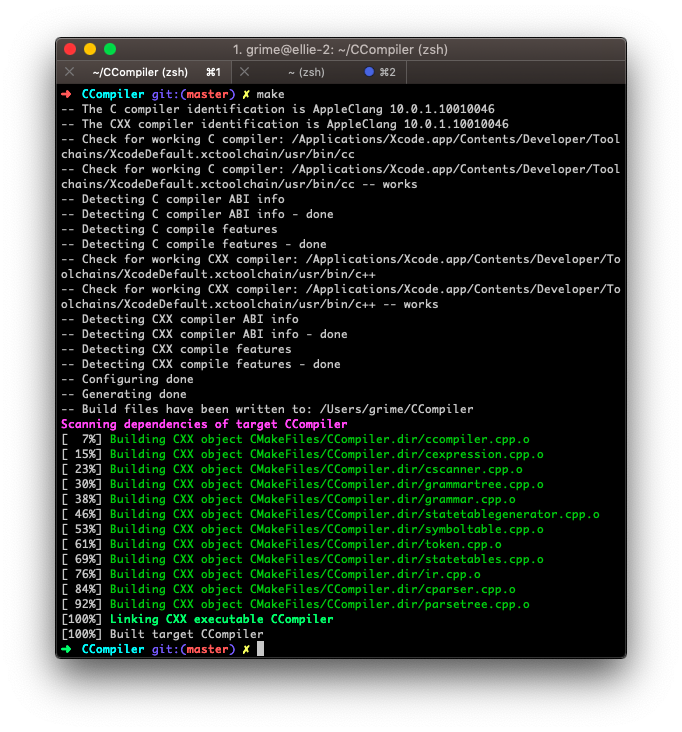 1. grime@ellie-2: ~/CCompiler (zsh)
~/CCompiler (zsh) ⌘1 ~ (zsh) ⌘2
➜ CCompiler git:(master) ✗ make
-- The C compiler identification is AppleClang 10.0.1.10010046
-- The CXX compiler identification is AppleClang 10.0.1.10010046
-- Check for working C compiler: /Applications/Xcode.app/Contents/Developer/Tool
chains/XcodeDefault.xctoolchain/usr/bin/cc
-- Check for working C compiler: /Applications/Xcode.app/Contents/Developer/Tool
chains/XcodeDefault.xctoolchain/usr/bin/cc -- works
-- Detecting C compiler ABI info
-- Detecting C compiler ABI info - done
-- Detecting C compile features
-- Detecting C compile features - done
-- Check for working CXX compiler: /Applications/Xcode.app/Contents/Developer/To
olchains/XcodeDefault.xctoolchain/usr/bin/c++
-- Check for working CXX compiler: /Applications/Xcode.app/Contents/Developer/To
olchains/XcodeDefault.xctoolchain/usr/bin/c++ -- works
-- Detecting CXX compiler ABI info
-- Detecting CXX compiler ABI info - done
-- Detecting CXX compile features
-- Detecting CXX compile features - done
-- Configuring done
-- Generating done
-- Build files have been written to: /Users/grime/CCompiler
Scanning dependencies of target CCompiler
[  7%] Building CXX object CMakeFiles/CCompiler.dir/ccompiler.cpp.o
[ 15%] Building CXX object CMakeFiles/CCompiler.dir/cexpression.cpp.o
[ 23%] Building CXX object CMakeFiles/CCompiler.dir/cscanner.cpp.o
[ 30%] Building CXX object CMakeFiles/CCompiler.dir/grammartree.cpp.o
[ 38%] Building CXX object CMakeFiles/CCompiler.dir/grammar.cpp.o
[ 46%] Building CXX object CMakeFiles/CCompiler.dir/statetablegenerator.cpp.o
[ 53%] Building CXX object CMakeFiles/CCompiler.dir/symboltable.cpp.o
[ 61%] Building CXX object CMakeFiles/CCompiler.dir/token.cpp.o
[ 69%] Building CXX object CMakeFiles/CCompiler.dir/statetables.cpp.o
[ 76%] Building CXX object CMakeFiles/CCompiler.dir/ir.cpp.o
[ 84%] Building CXX object CMakeFiles/CCompiler.dir/cparser.cpp.o
[ 92%] Building CXX object CMakeFiles/CCompiler.dir/parsetree.cpp.o
[100%] Linking CXX executable CCompiler
[100%] Built target CCompiler
➜ CCompiler git:(master) ✗